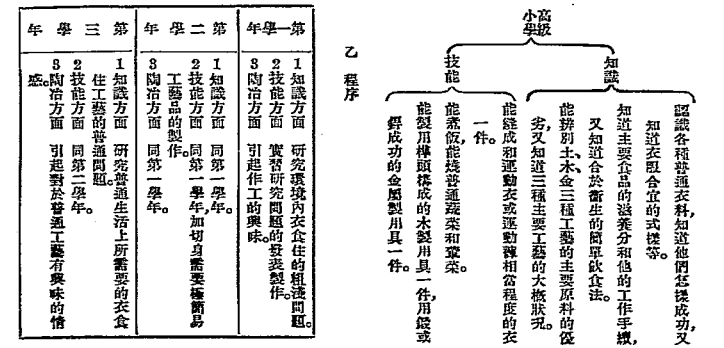 高級
小學
知識
認識各種普通衣料,知道他們怎樣成功,又
知道衣服合宜的式樣等。
知道主要食品的滋養分和他的工作手續,
又知道合於衞生的簡單飲食法。
能辨別土、木、金三種工藝的主要原料的優
劣,又知道三種主要工藝的大概狀况。
技能
能縫成和運動衣或運動褲相當程度的衣
一件。
能煮飯,能燒普通蔬菜和葷菜。
能製用榫頭構成的木製用具一件,用鍛或
銲成功的金屬製用具一件。
乙 程序
第一學年
1知識方面 研究環境內衣食住的粗淺問題。
2技能方面 實習研究問題的發表製作。
3陶冶方面 引起作工的興味。
第二學年
1知識方面 同第一學年。
2技能方面 同第一學年,加切身需要極簡易
工藝品的製作。
3陶冶方面 同第一學年。
第三學年
1知識方面 研究普通生活上所需要的衣食
住工藝的普通問題。
2技能方面 同第二學年。
3陶冶方面 引起對於普通工藝有興味的情
感。